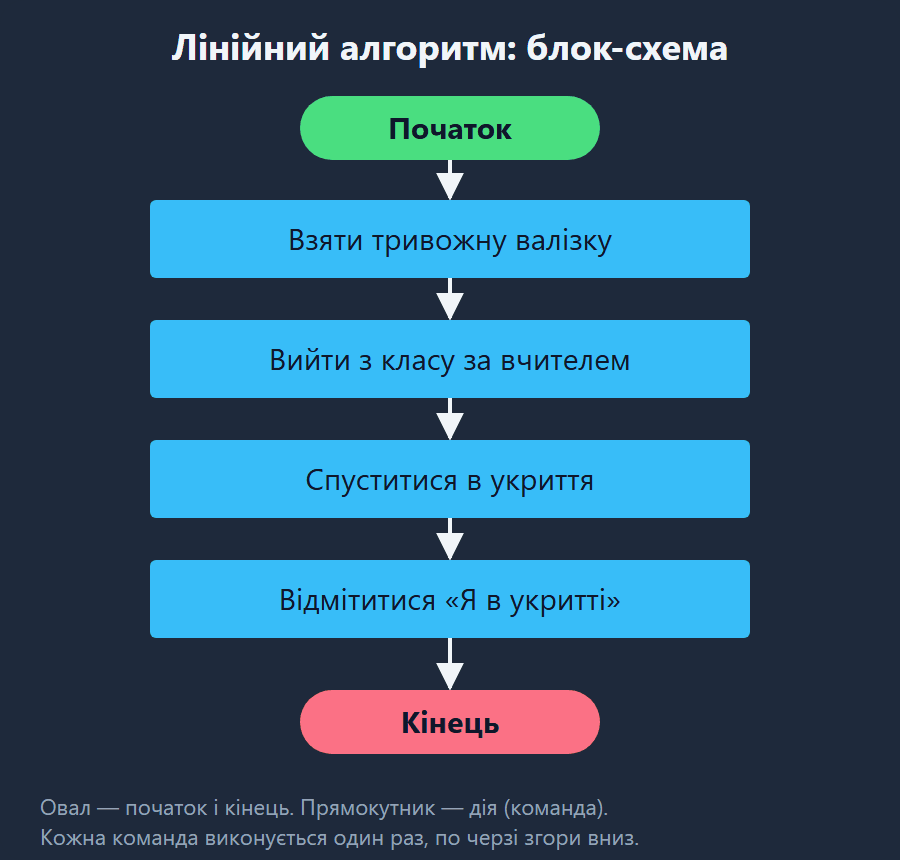 Лінійний алгоритм: блок-схема
Початок
Взяти тривожну валізку
Вийти з класу за вчителем
Спуститися в укриття
Відмітитися «Я в укритті»
Кінець
Овал — початок і кінець. Прямокутник — дія (команда).
Кожна команда виконується один раз, по черзі згори вниз.